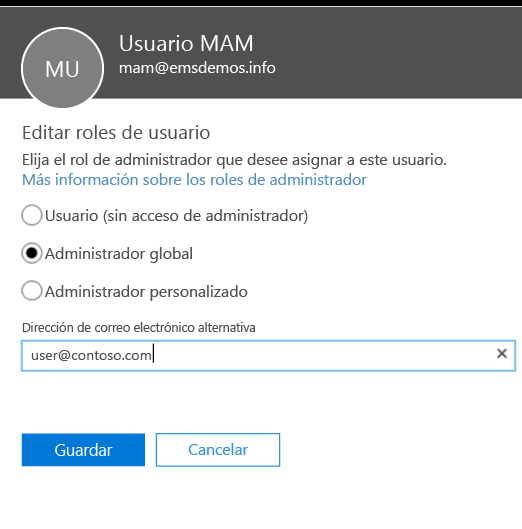 MU
Usuario MAM
mam@emsdemos.info
Editar roles de usuario
Elija el rol de administrador que desee asignar a este usuario.
Más información sobre los roles de administrador
Usuario (sin acceso de administrador)
Administrador global
Administrador personalizado
Dirección de correo electrónico alternativa
user@contoso.com
Guardar
Cancelar